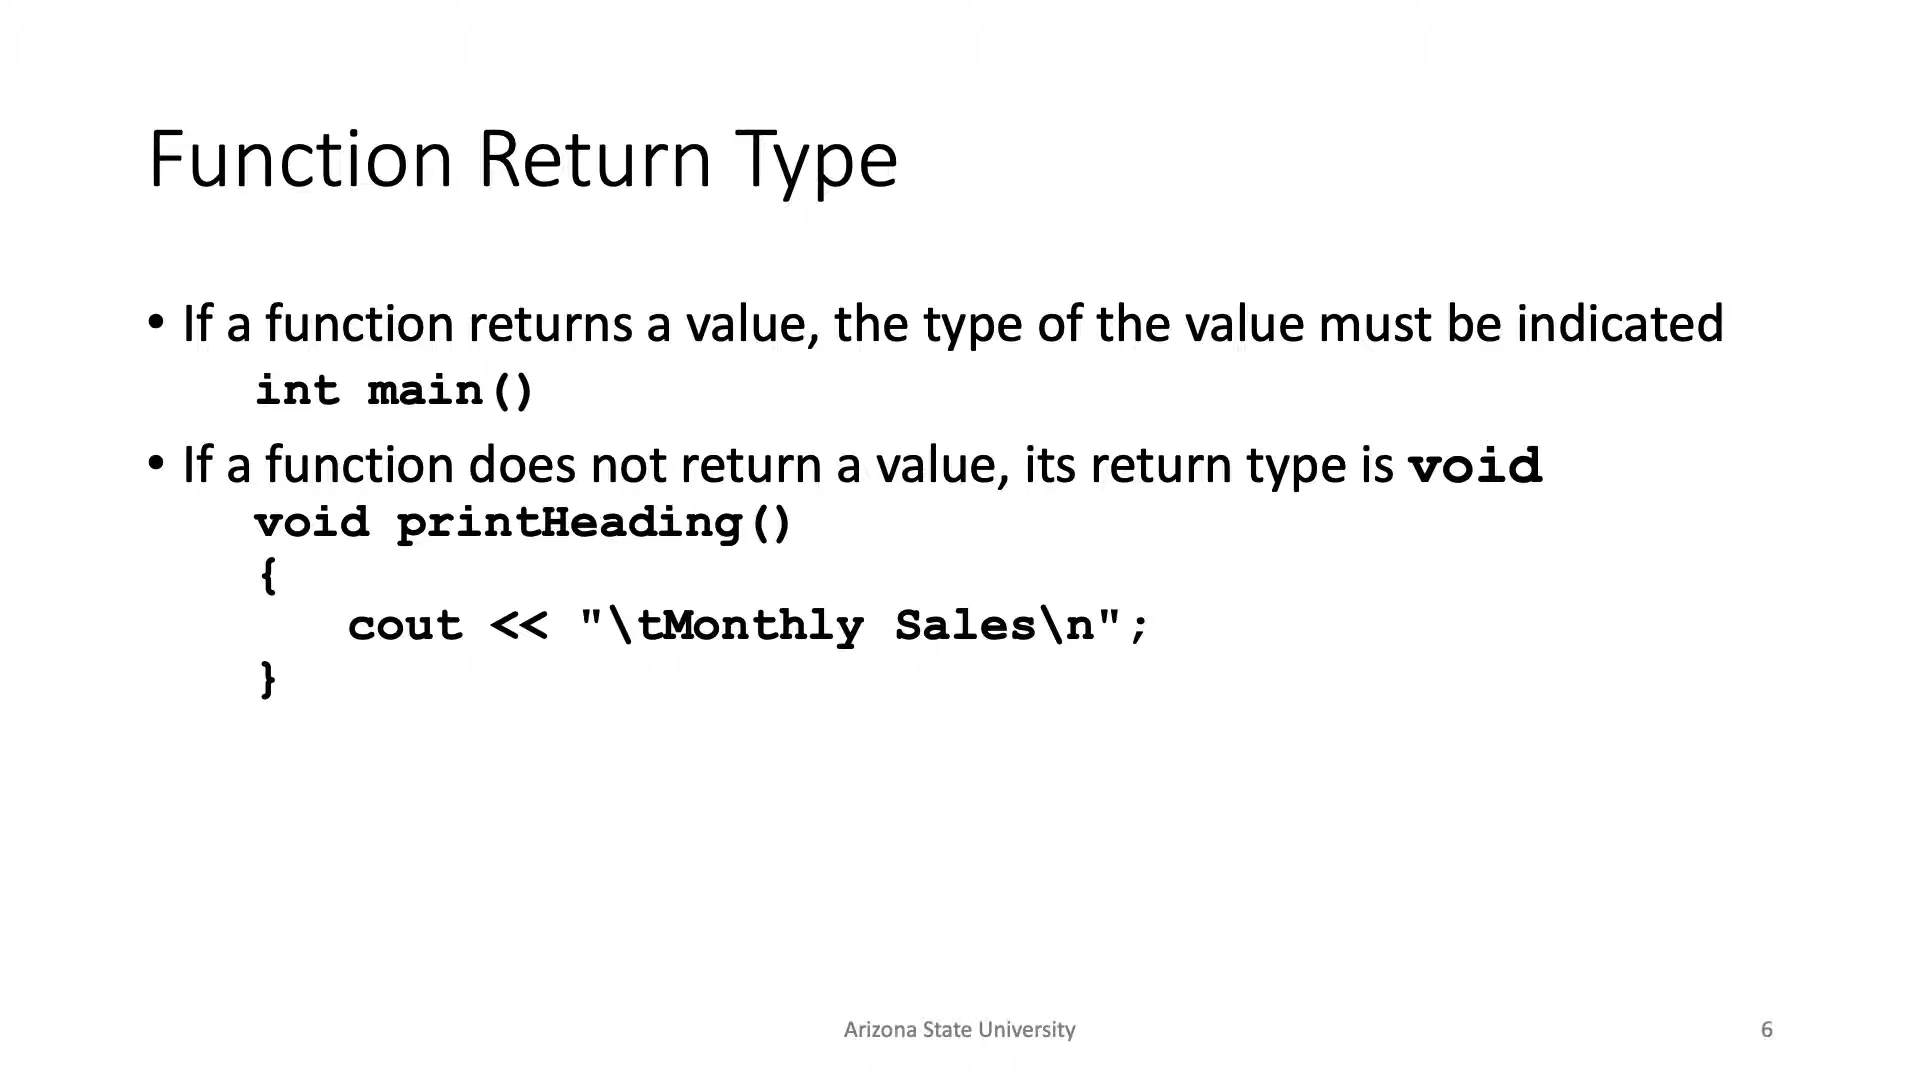 Function Return Type
• If a function returns a value, the type of the value must be indicated
int main()
• If a function does not return a value, its return type is void
void printHeading()
{
cout << "\tMonthly Sales\n";
}
Arizona State University
6